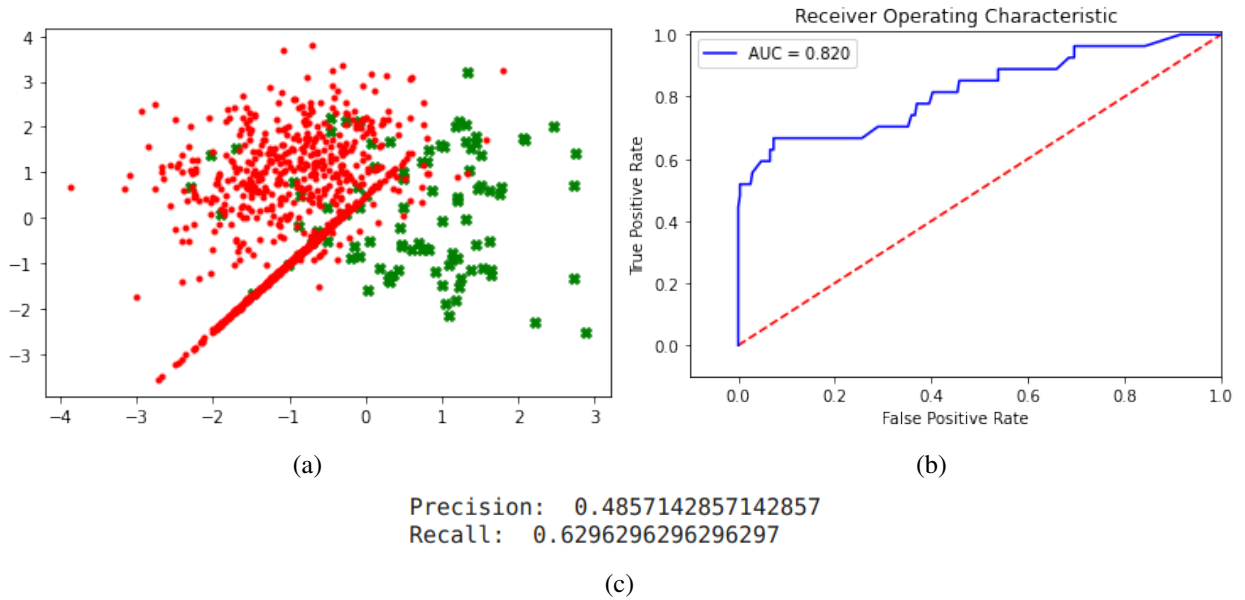 Receiver Operating Characteristic
4
3
2
1
0
−1
−2
−3
−4 −3 −2 −1 0 1 2 3
AUC = 0.820
1.0
0.8
0.6
0.4
0.2
0.0
True Positive Rate
0.0 0.2 0.4 0.6 0.8 1.0
False Positive Rate
(a)
(b)
Precision: 0.4857142857142857
Recall: 0.6296296296296297
(c)